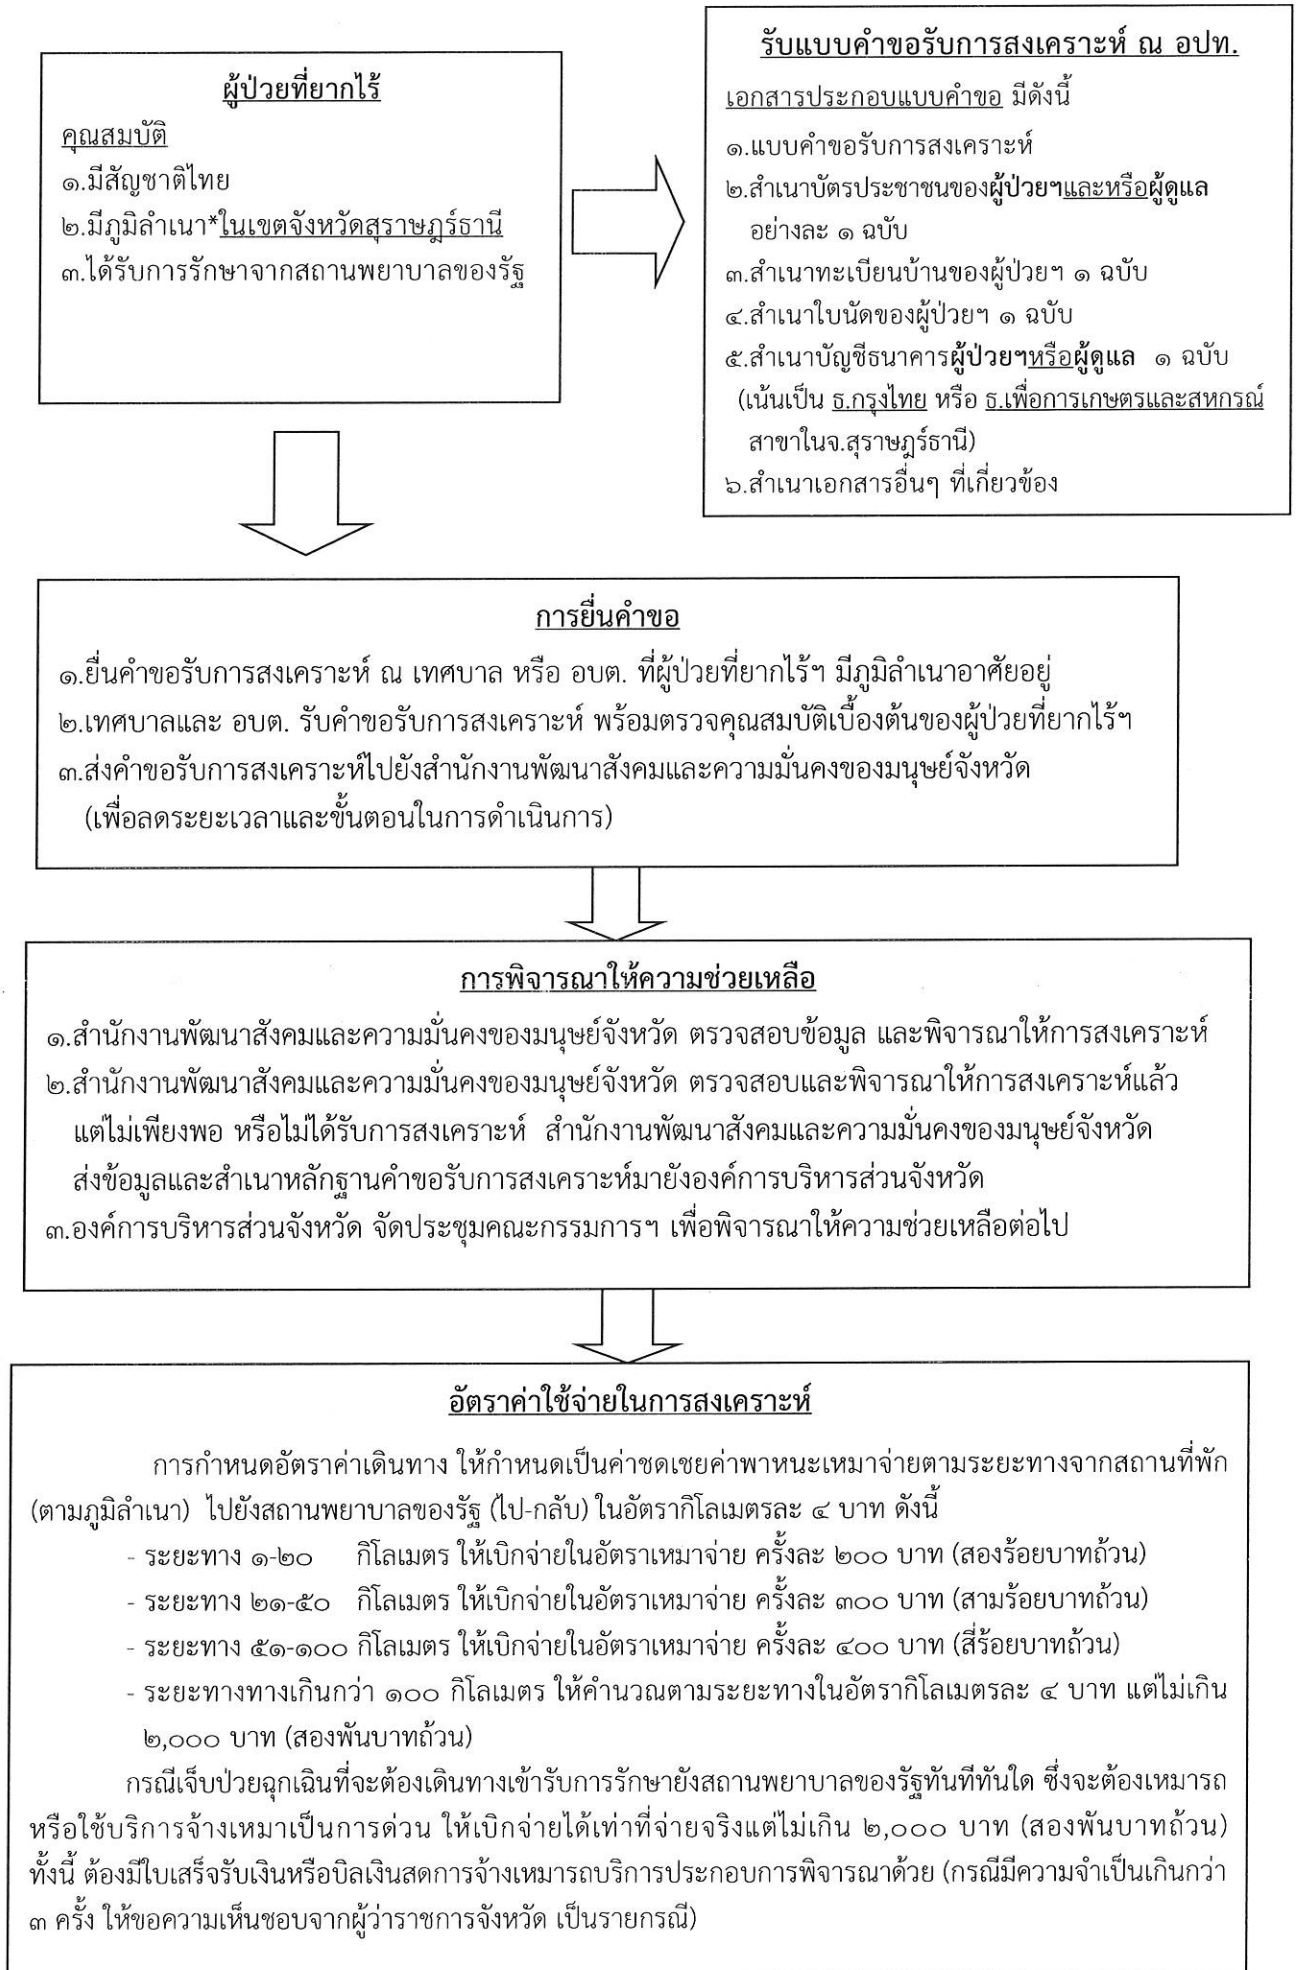 ผู้ป่วยที่ยากไร้
คุณสมบัติ
๑.มีสัญชาติไทย
๒.มีภูมิลำเนา*ในเขตจังหวัดสุราษฎร์ธานี
๓.ได้รับการรักษาจากสถานพยาบาลของรัฐ
รับแบบคำขอรับการสงเคราะห์ ณ อปท.
เอกสารประกอบแบบคำขอ มีดังนี้
๑.แบบคำขอรับการสงเคราะห์
๒.สำเนาบัตรประชาชนของผู้ป่วยฯและหรือผู้ดูแล
อย่างละ ๑ ฉบับ
๓.สำเนาทะเบียนบ้านของผู้ป่วยฯ ๑ ฉบับ
๔.สำเนาใบนัดของผู้ป่วยฯ ๑ ฉบับ
๕.สำเนาบัญชีธนาคารผู้ป่วยฯหรือผู้ดูแล ๑ ฉบับ
(เน้นเป็น ธ.กรุงไทย หรือ ธ.เพื่อการเกษตรและสหกรณ์
สาขาในจ.สุราษฎร์ธานี)
๖.สำเนาเอกสารอื่นๆ ที่เกี่ยวข้อง
การยื่นคำขอ
๑.ยื่นคำขอรับการสงเคราะห์ ณ เทศบาล หรือ อบต. ที่ผู้ป่วยที่ยากไร้ฯ มีภูมิลำเนาอาศัยอยู่
๒.เทศบาลและ อบต. รับคำขอรับการสงเคราะห์ พร้อมตรวจคุณสมบัติเบื้องต้นของผู้ป่วยที่ยากไร้ฯ
๓.ส่งคำขอรับการสงเคราะห์ไปยังสำนักงานพัฒนาสังคมและความมั่นคงของมนุษย์จังหวัด
(เพื่อลดระยะเวลาและขั้นตอนในการดำเนินการ)
การพิจารณาให้ความช่วยเหลือ
๑.สำนักงานพัฒนาสังคมและความมั่นคงของมนุษย์จังหวัด ตรวจสอบข้อมูล และพิจารณาให้การสงเคราะห์
๒.สำนักงานพัฒนาสังคมและความมั่นคงของมนุษย์จังหวัด ตรวจสอบและพิจารณาให้การสงเคราะห์แล้ว
แต่ไม่เพียงพอ หรือไม่ได้รับการสงเคราะห์ สำนักงานพัฒนาสังคมและความมั่นคงของมนุษย์จังหวัด
ส่งข้อมูลและสำเนาหลักฐานคำขอรับการสงเคราะห์มายังองค์การบริหารส่วนจังหวัด
๓.องค์การบริหารส่วนจังหวัด จัดประชุมคณะกรรมการฯ เพื่อพิจารณาให้ความช่วยเหลือต่อไป
อัตราค่าใช้จ่ายในการสงเคราะห์
การกำหนดอัตราค่าเดินทาง ให้กำหนดเป็นค่าชดเชยค่าพาหนะเหมาจ่ายตามระยะทางจากสถานที่พัก
(ตามภูมิลำเนา) ไปยังสถานพยาบาลของรัฐ (ไป-กลับ) ในอัตรากิโลเมตรละ ๔ บาท ดังนี้
- ระยะทาง ๑-๒๐ กิโลเมตร ให้เบิกจ่ายในอัตราเหมาจ่าย ครั้งละ ๒๐๐ บาท (สองร้อยบาทถ้วน)
- ระยะทาง ๒๑-๕๐ กิโลเมตร ให้เบิกจ่ายในอัตราเหมาจ่าย ครั้งละ ๓๐๐ บาท (สามร้อยบาทถ้วน)
- ระยะทาง ๕๑-๑๐๐ กิโลเมตร ให้เบิกจ่ายในอัตราเหมาจ่าย ครั้งละ ๔๐๐ บาท (สี่ร้อยบาทถ้วน)
- ระยะทางทางเกินกว่า ๑๐๐ กิโลเมตร ให้คำนวณตามระยะทางในอัตรากิโลเมตรละ ๔ บาท แต่ไม่เกิน
๒,๐๐๐ บาท (สองพันบาทถ้วน)
กรณีเจ็บป่วยฉุกเฉินที่จะต้องเดินทางเข้ารับการรักษายังสถานพยาบาลของรัฐทันทีทันใด ซึ่งจะต้องเหมารถ
หรือใช้บริการจ้างเหมาเป็นการด่วน ให้เบิกจ่ายได้เท่าที่จ่ายจริงแต่ไม่เกิน ๒,๐๐๐ บาท (สองพันบาทถ้วน)
ทั้งนี้ ต้องมีใบเสร็จรับเงินหรือบิลเงินสดการจ้างเหมารถบริการประกอบการพิจารณาด้วย (กรณีมีความจำเป็นเกินกว่า
๓ ครั้ง ให้ขอความเห็นชอบจากผู้ว่าราชการจังหวัด เป็นรายกรณี)